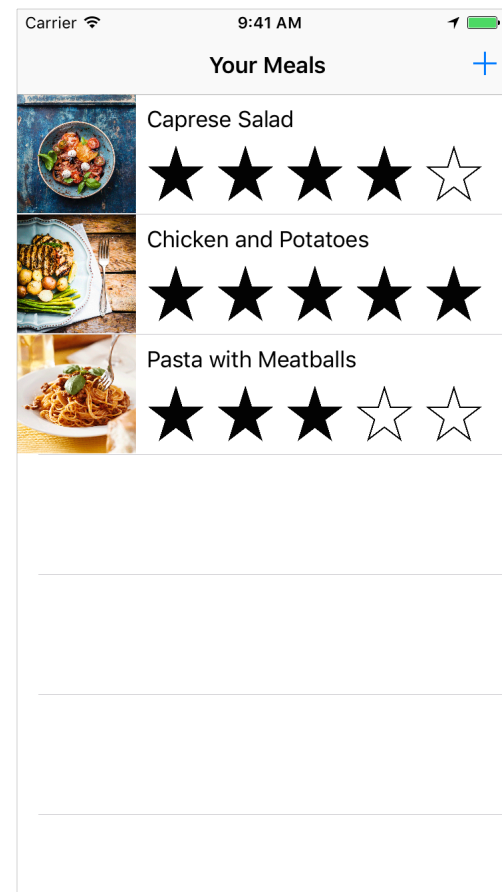 Carrier 9:41 AM
Your Meals
Caprese Salad
Chicken and Potatoes
Pasta with Meatballs